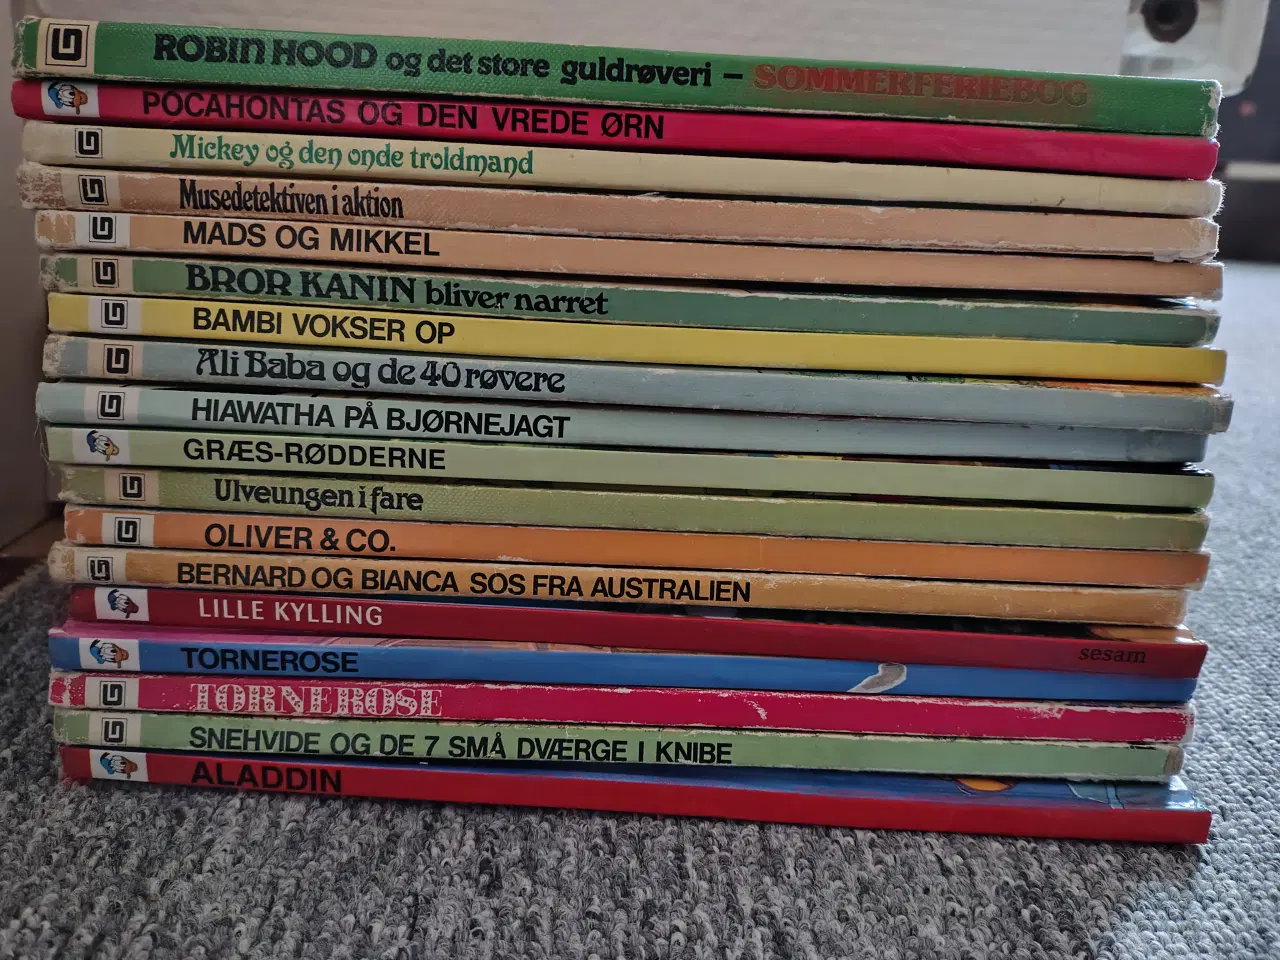 ROBIN HOOD og det store guldrøveri – SOMMERFERIEBOG
POCAHONTAS OG DEN VREDE ØRN
Mickey og den onde troldmand
Musedetektiven i aktion
MADS OG MIKKEL
BROR KANIN bliver narret
BAMBI VOKSER OP
Ali Baba og de 40 røvere
HIAWATHA PÅ BJØRNEJAGT
GRÆS-RØDDERNE
Ulveungen i fare
OLIVER & CO.
BERNARD OG BIANCA SOS FRA AUSTRALIEN
LILLE KYLLING sesam
TORNEROSE
TORNEROSE
SNEHVIDE OG DE 7 SMÅ DVÆRGE I KNIBE
ALADDIN